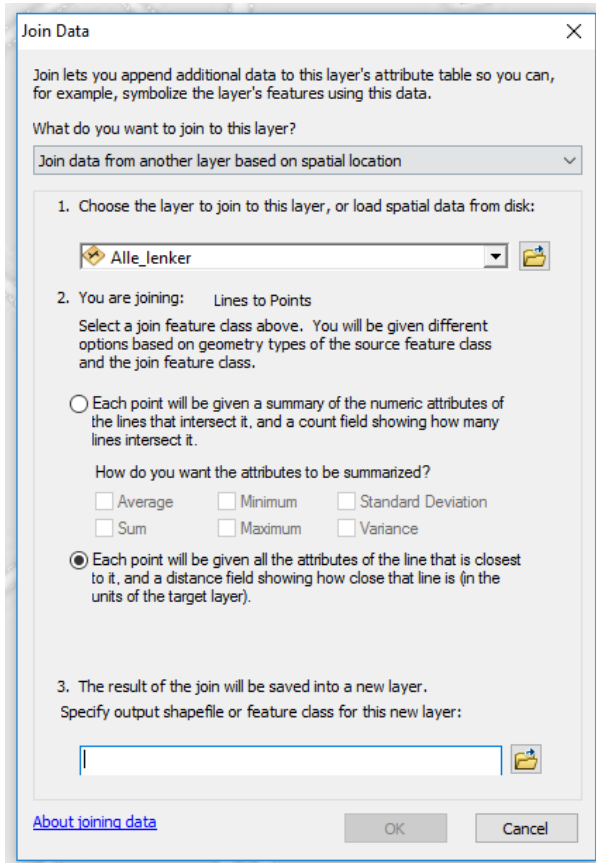 Join Data
Join lets you append additional data to this layer's attribute table so you can,
for example, symbolize the layer's features using this data.
What do you want to join to this layer?
Join data from another layer based on spatial location
1. Choose the layer to join to this layer, or load spatial data from disk:
Alle_lenker
2. You are joining: Lines to Points
Select a join feature class above. You will be given different
options based on geometry types of the source feature class
and the join feature class.
Each point will be given a summary of the numeric attributes of
the lines that intersect it, and a count field showing how many
lines intersect it.
How do you want the attributes to be summarized?
Average Minimum Standard Deviation
Sum Maximum Variance
Each point will be given all the attributes of the line that is closest
to it, and a distance field showing how close that line is (in the
units of the target layer).
3. The result of the join will be saved into a new layer.
Specify output shapefile or feature class for this new layer:
About joining data
OK Cancel